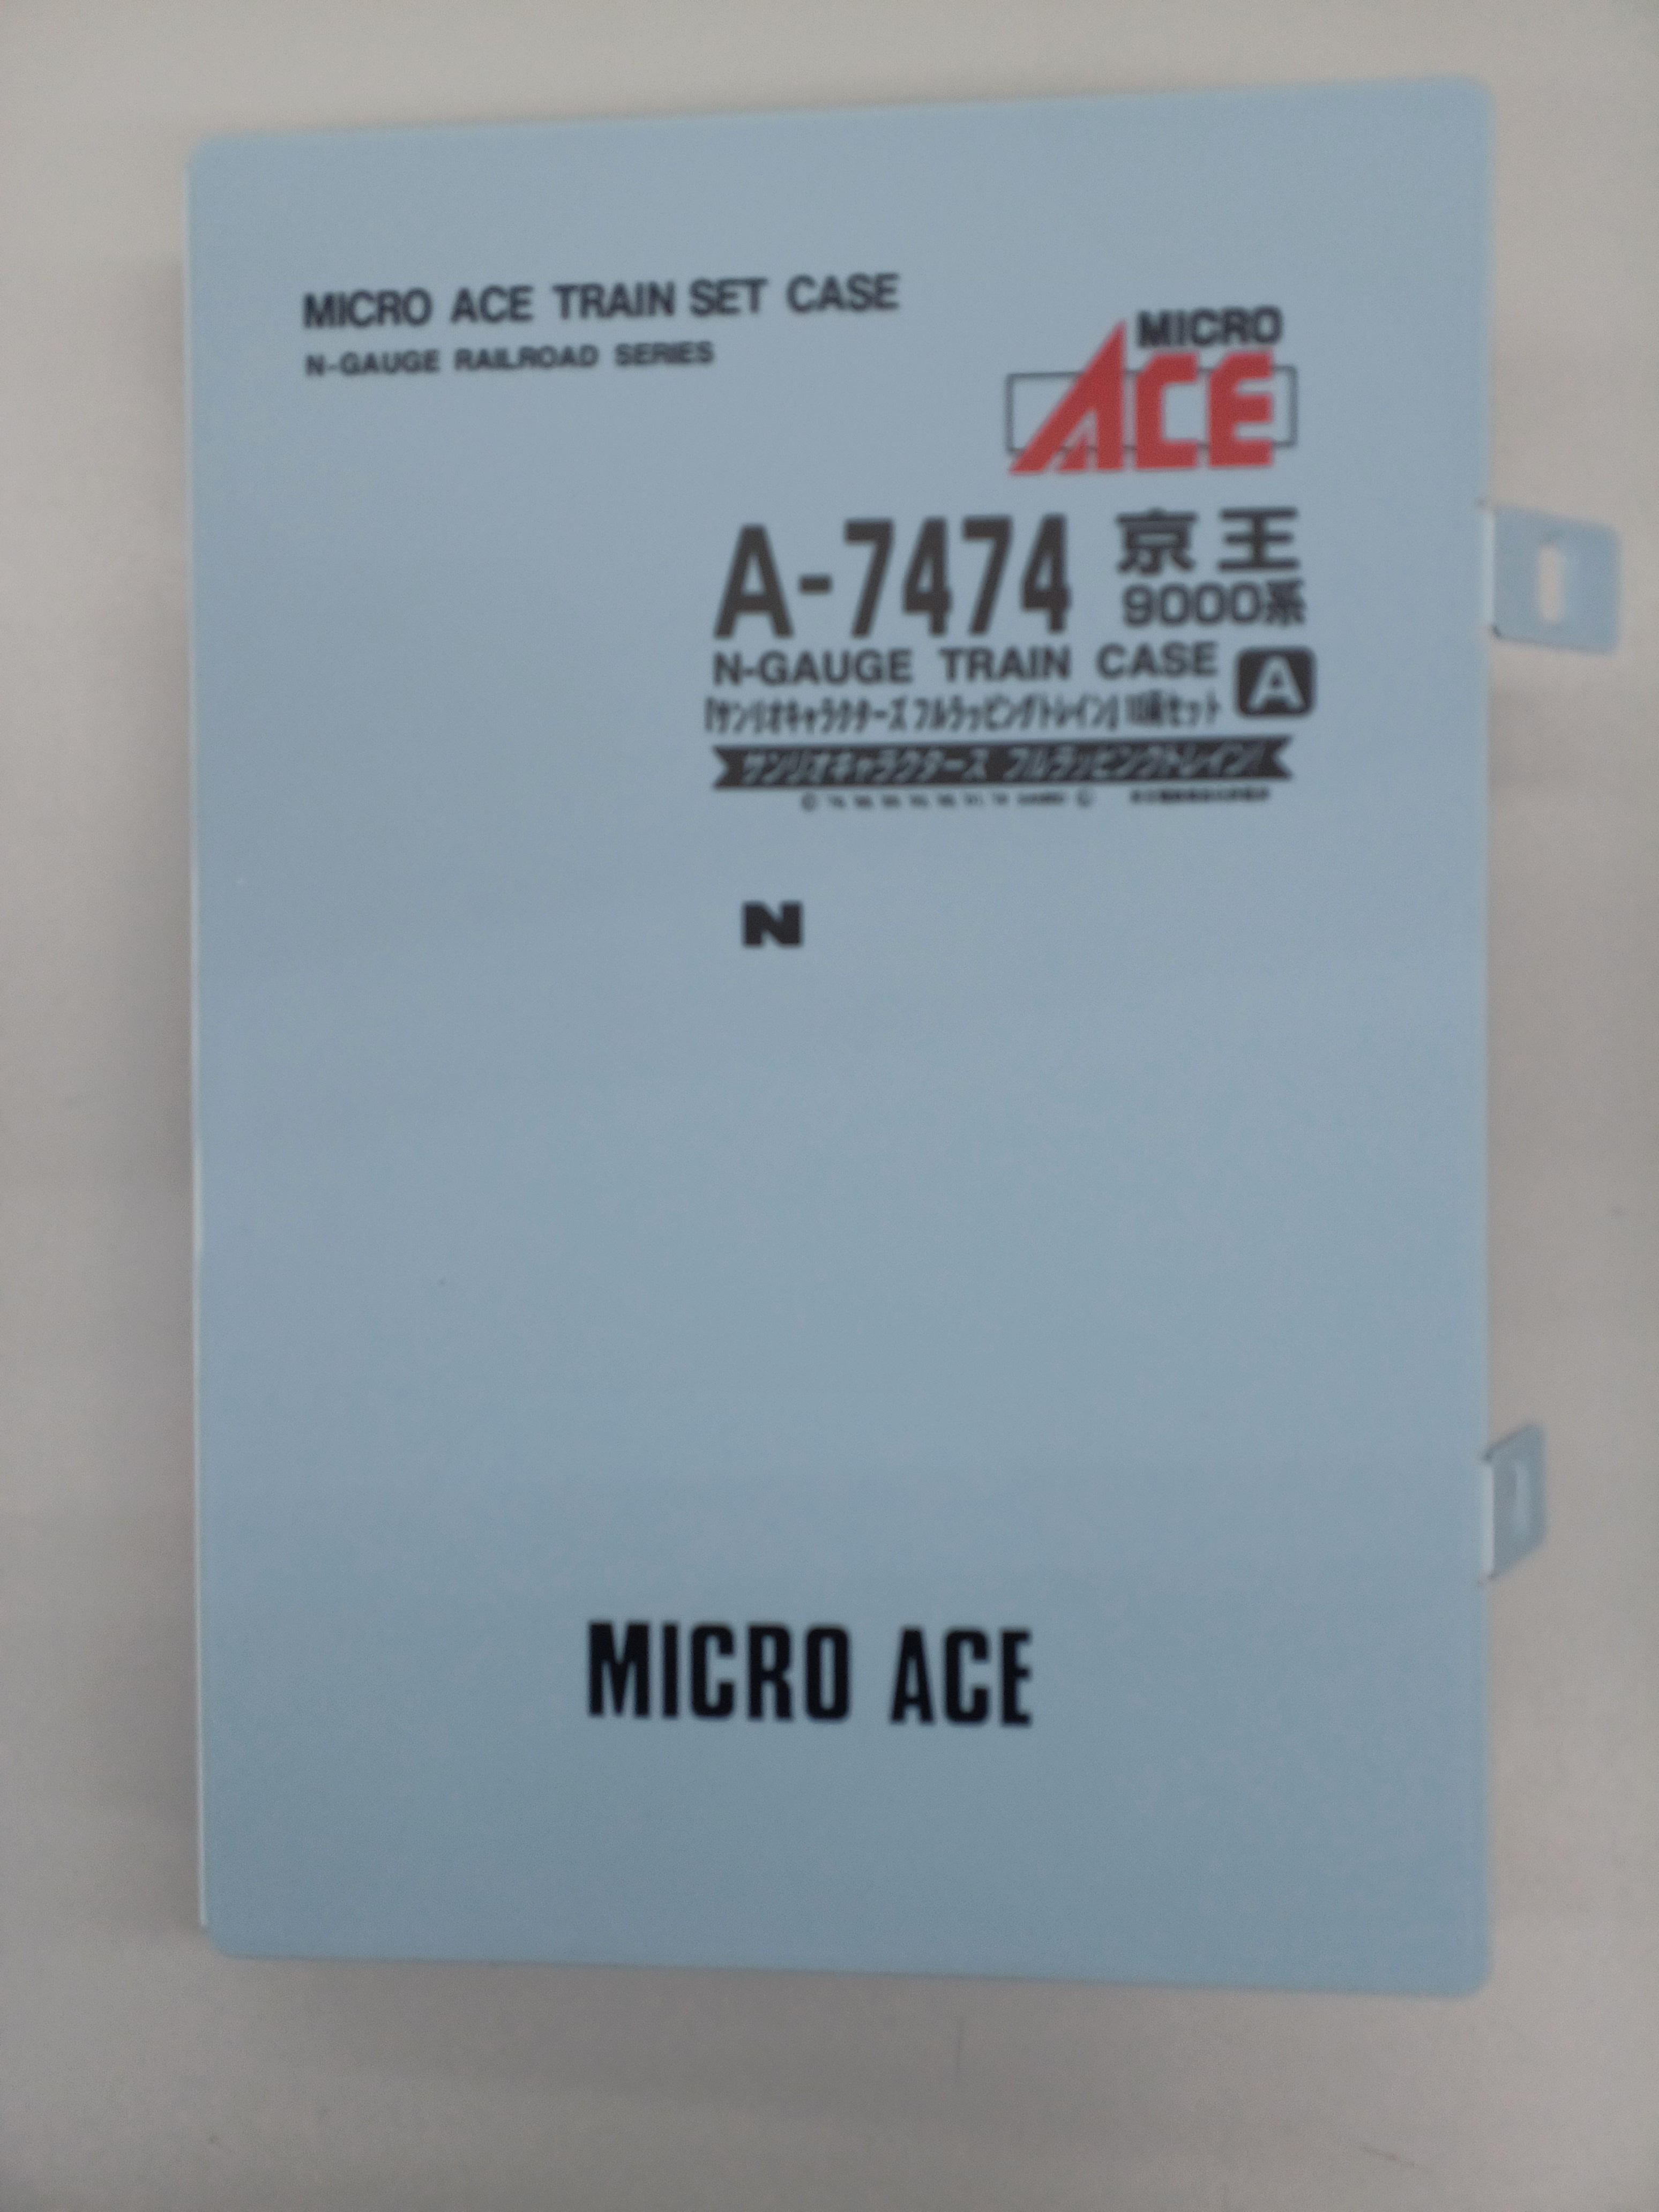 MICRO ACE TRAIN SET CASE
N-GAUGE RAILROAD SERIES
MICRO
ACE
A-7474 京王
9000系
N-GAUGE TRAIN CASE A
『サンリオキャラクターズ フルラッピングトレイン』 10両セット
サンリオキャラクターズ フルラッピングトレイン
N
MICRO ACE